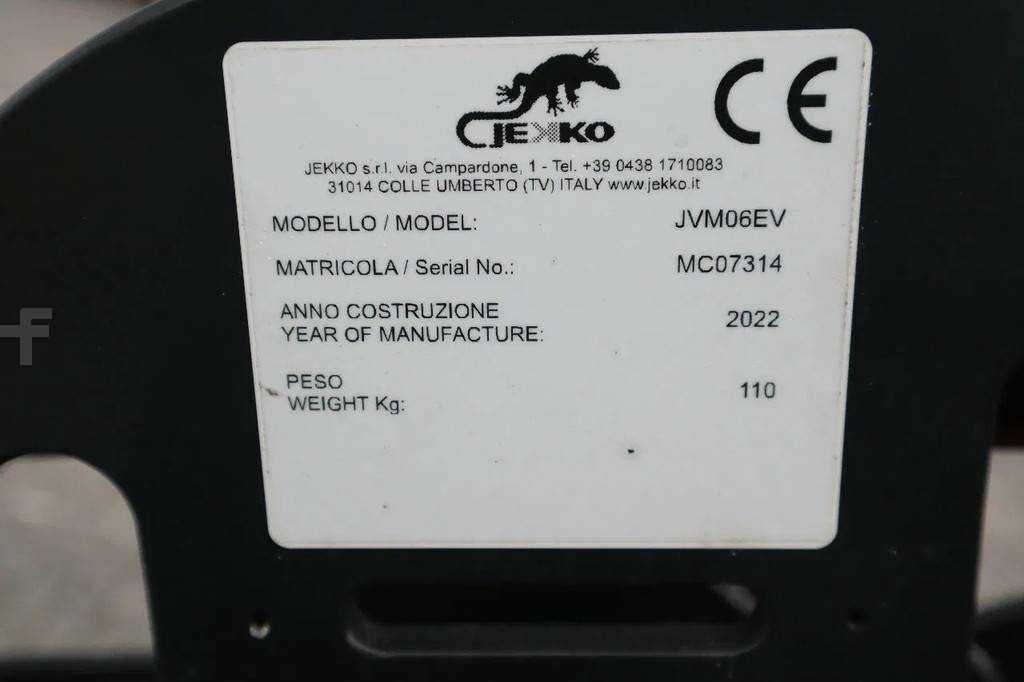 JEKKO
CE
JEKKO s.r.l. via Campardone, 1 - Tel. +39 0438 1710083
31014 COLLE UMBERTO (TV) ITALY www.jekko.it
MODELLO / MODEL: JVM06EV
MATRICOLA / Serial No.: MC07314
ANNO COSTRUZIONE
YEAR OF MANUFACTURE: 2022
PESO
WEIGHT Kg: 110
f